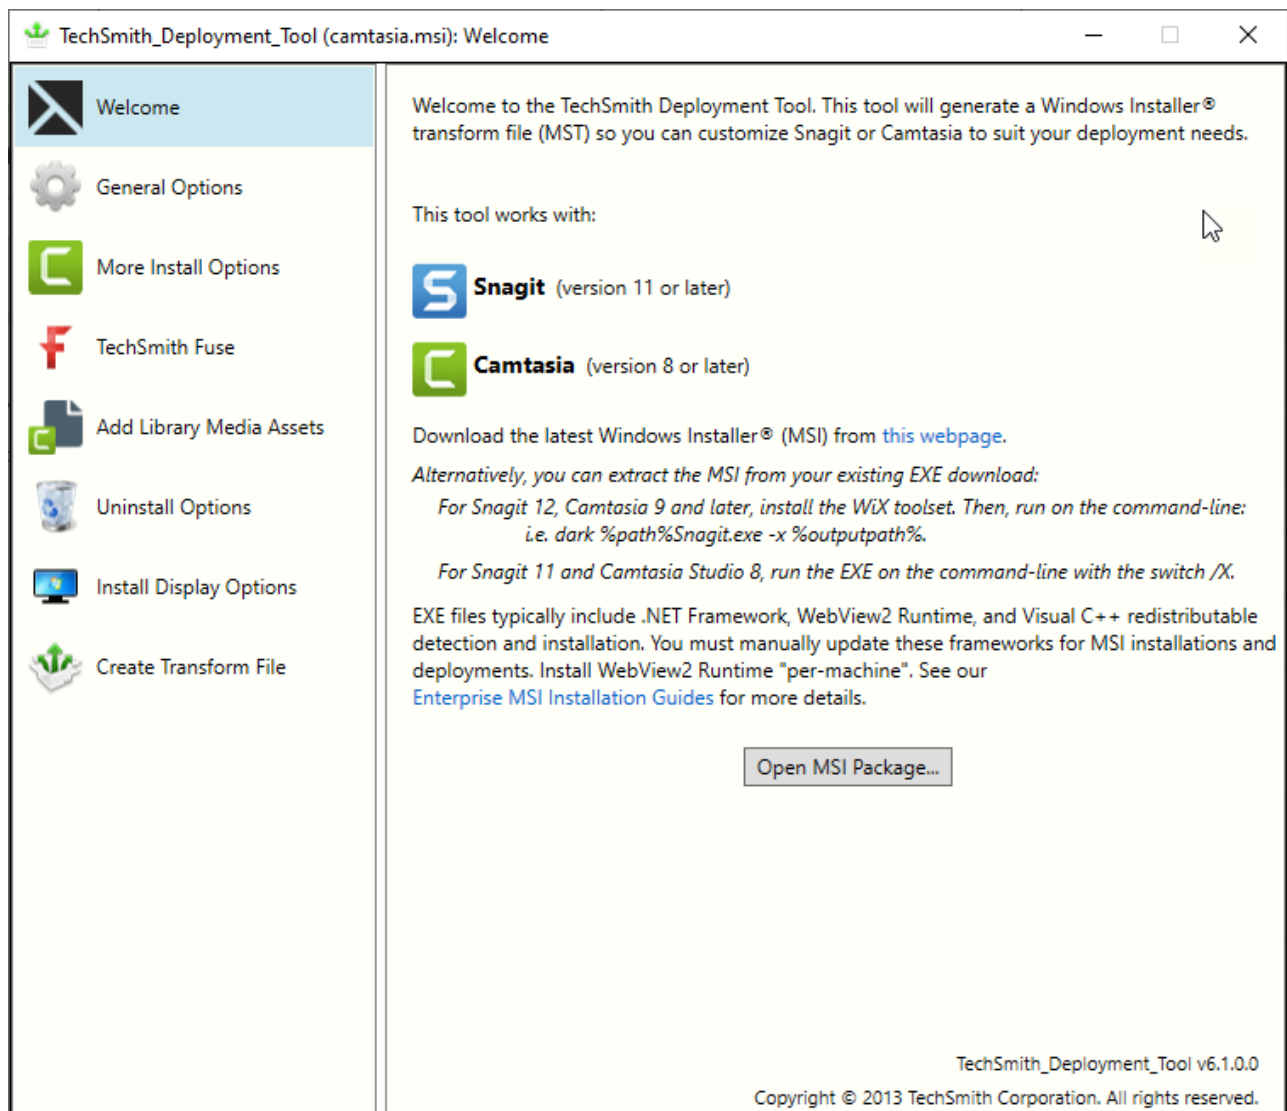 TechSmith_Deployment_Tool (camtasia.msi): Welcome
Welcome
General Options
More Install Options
TechSmith Fuse
Add Library Media Assets
Uninstall Options
Install Display Options
Create Transform File
Welcome to the TechSmith Deployment Tool. This tool will generate a Windows Installer®
transform file (MST) so you can customize Snagit or Camtasia to suit your deployment needs.
This tool works with:
Snagit (version 11 or later)
Camtasia (version 8 or later)
Download the latest Windows Installer® (MSI) from this webpage.
Alternatively, you can extract the MSI from your existing EXE download:
For Snagit 12, Camtasia 9 and later, install the WiX toolset. Then, run on the command-line:
i.e. dark %path%Snagit.exe -x %outputpath%.
For Snagit 11 and Camtasia Studio 8, run the EXE on the command-line with the switch /X.
EXE files typically include .NET Framework, WebView2 Runtime, and Visual C++ redistributable
detection and installation. You must manually update these frameworks for MSI installations and
deployments. Install WebView2 Runtime "per-machine". See our
Enterprise MSI Installation Guides for more details.
Open MSI Package...
TechSmith_Deployment_Tool v6.1.0.0
Copyright © 2013 TechSmith Corporation. All rights reserved.